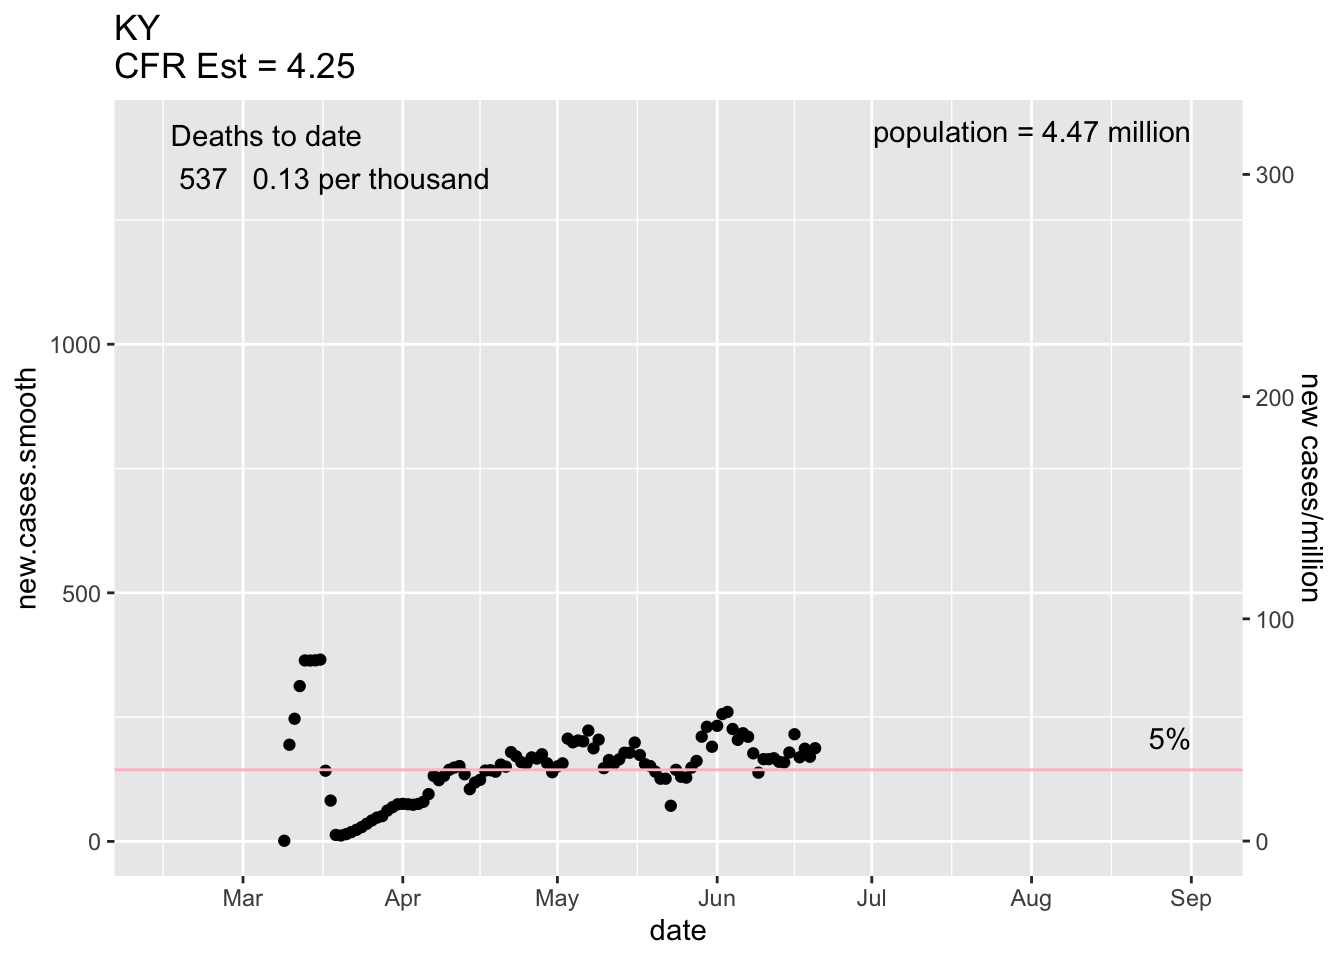 KY
CFR Est = 4.25
Deaths to date
537 0.13 per thousand
population = 4.47 million
5%
new.cases.smooth
1000
500
0
new cases/million
300
200
100
0
Mar Apr May Jun Jul Aug Sep
date